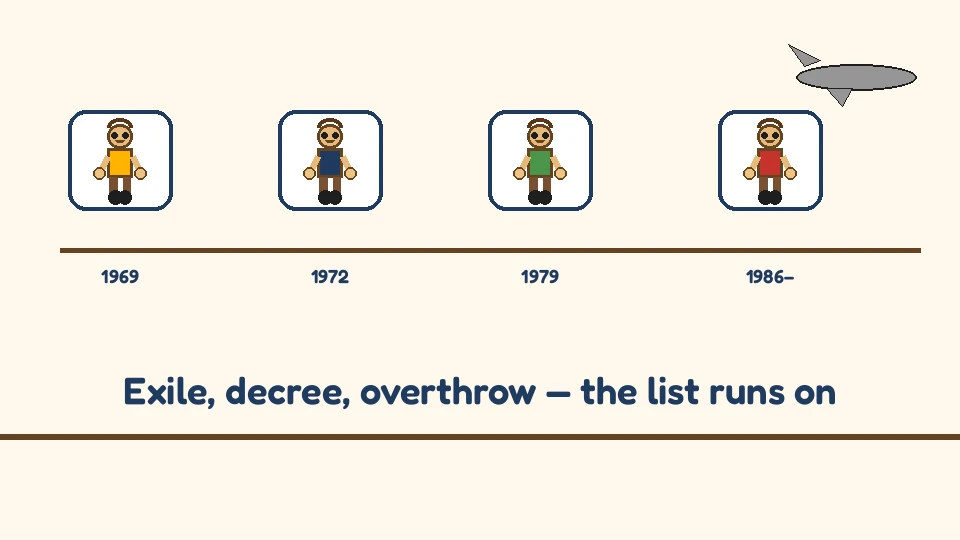 1969 1972 1979 1986–
Exile, decree, overthrow — the list runs on